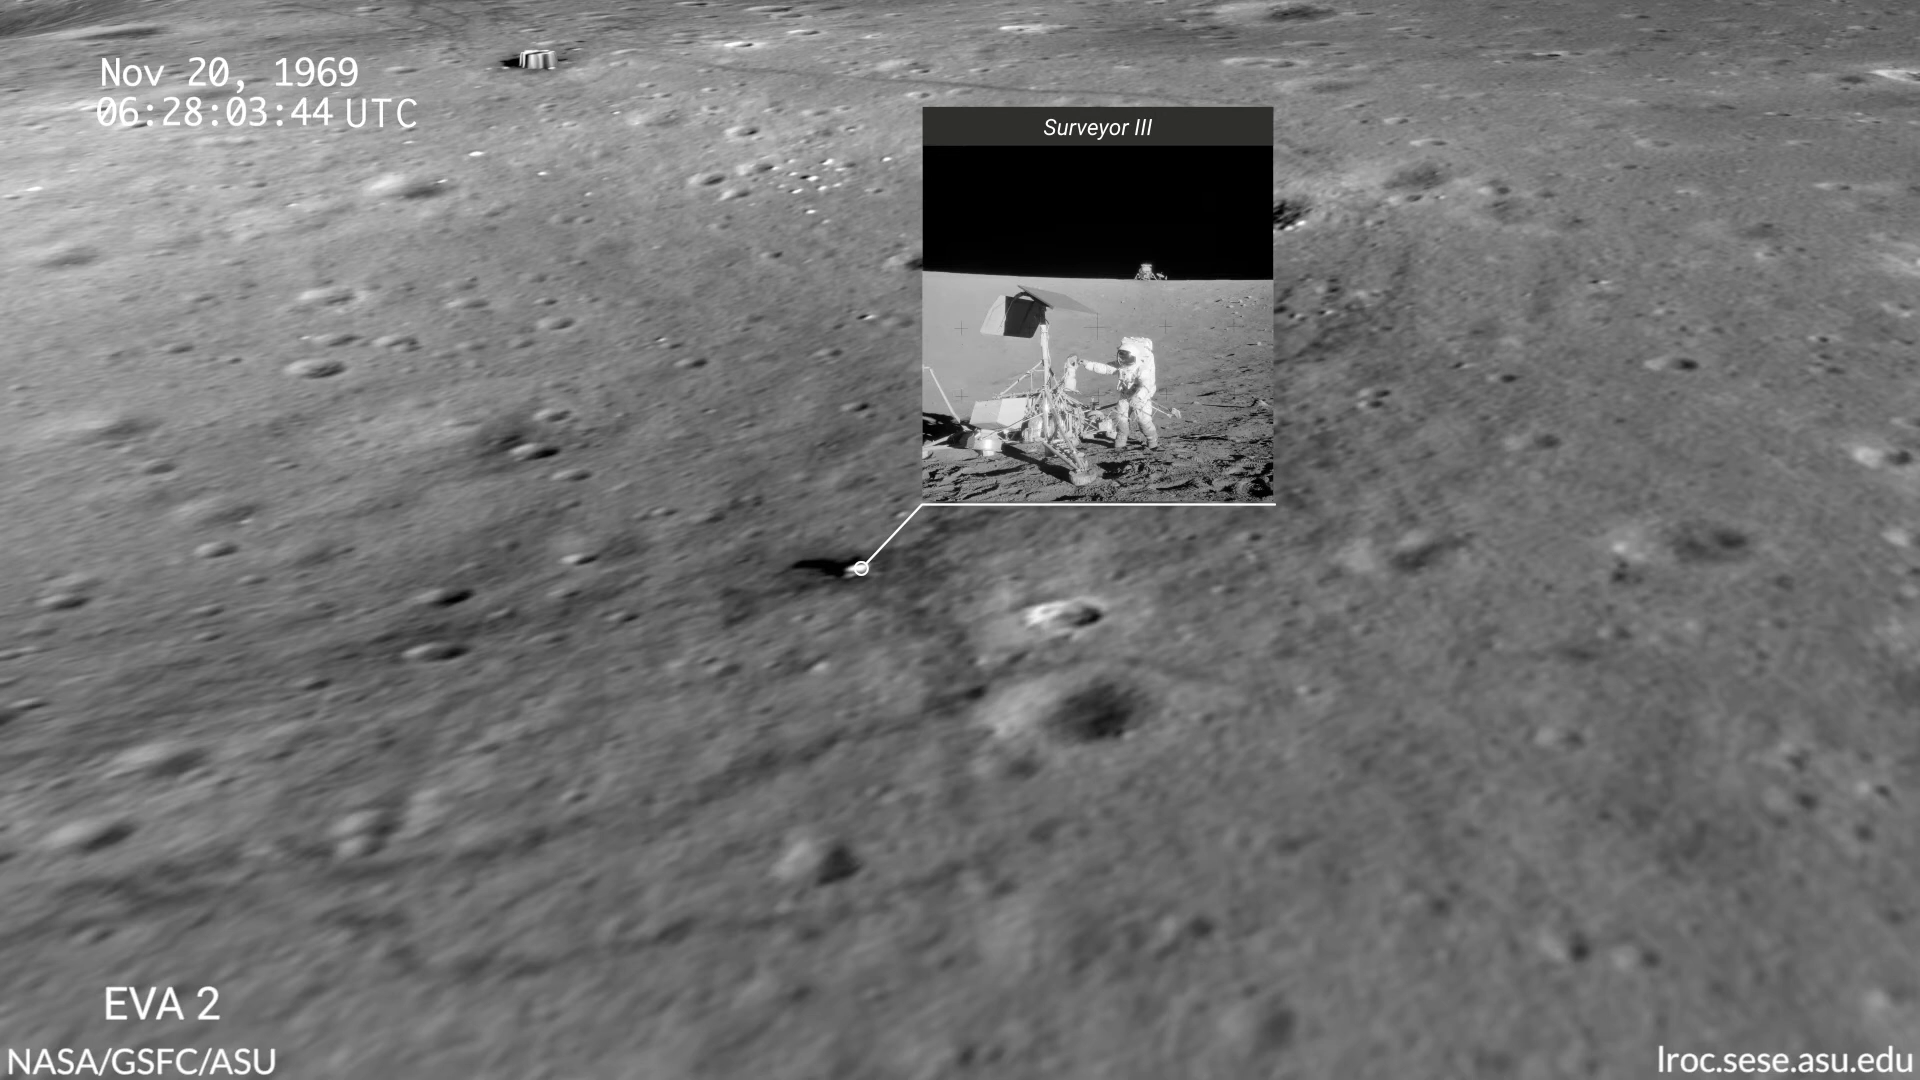 Nov 20, 1969
06:28:03:44 UTC
Surveyor III
EVA 2
NASA/GSFC/ASU
lroc.sese.asu.edu